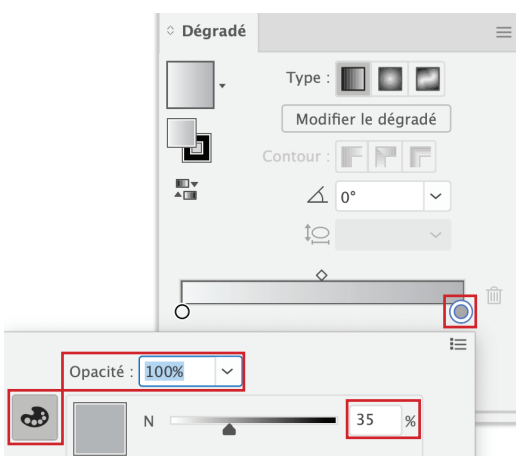 Dégradé
Type :
Modifier le dégradé
Contour :
0°
Opacité : 100%
N 35 %